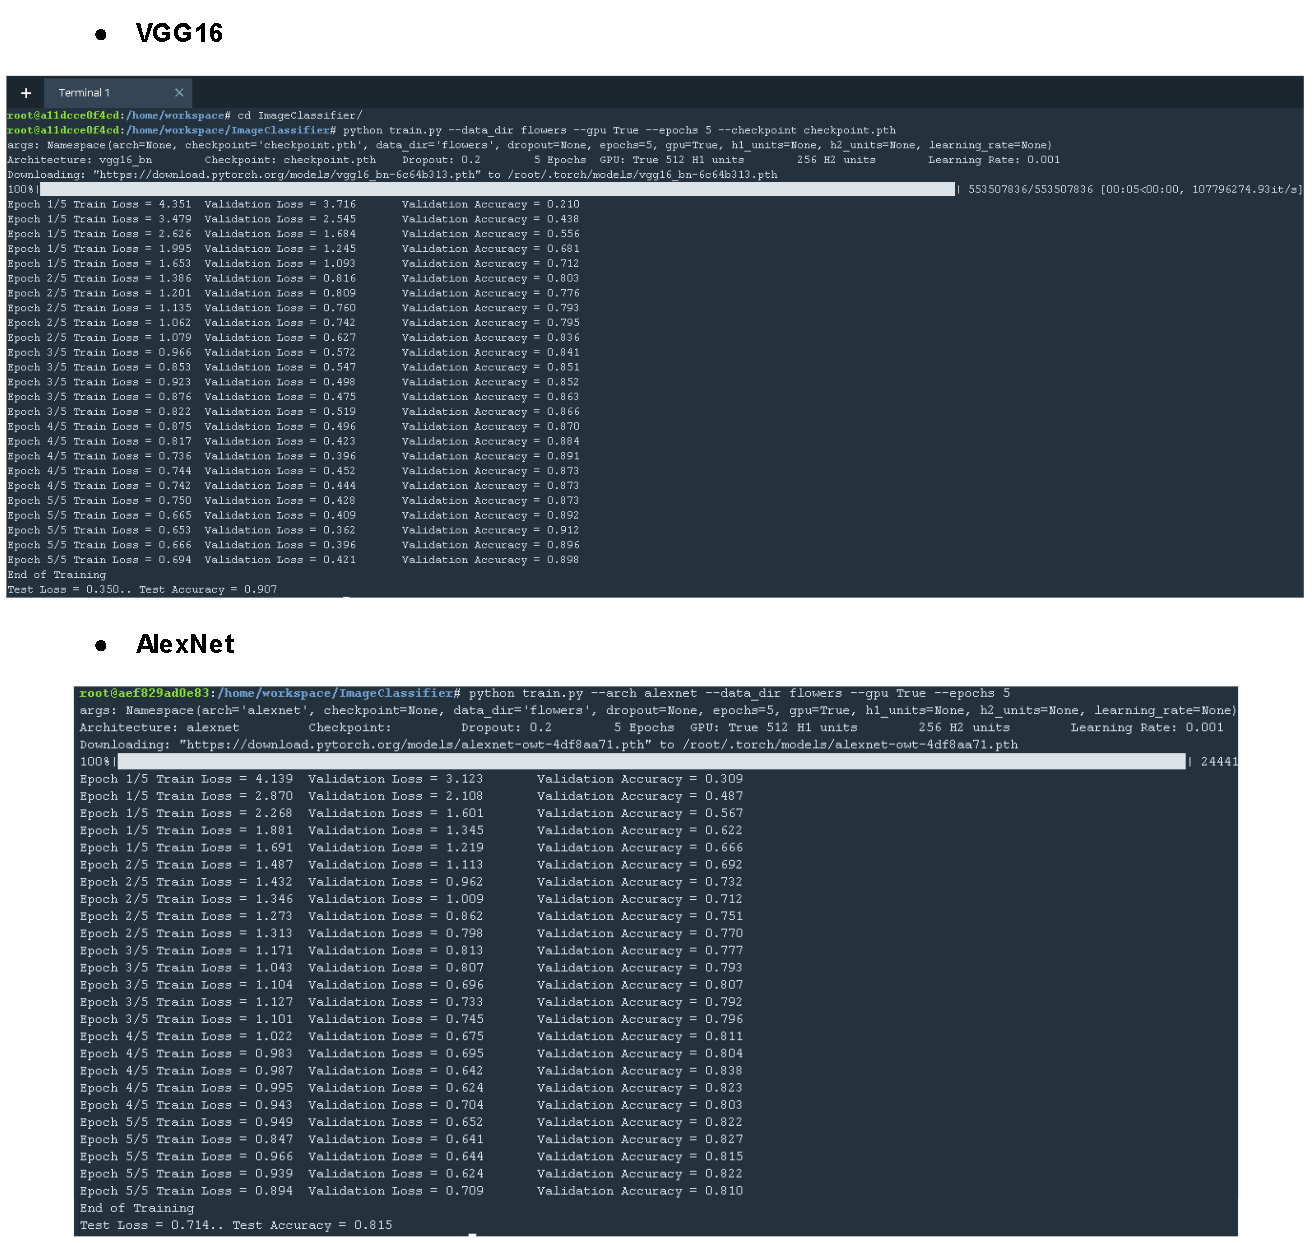 ● VGG16
+ Terminal 1 ×
root@a11dcce0f4cd:/home/workspace# cd ImageClassifier/
root@a11dcce0f4cd:/home/workspace/ImageClassifier# python train.py --data_dir flowers --gpu True --epochs 5 --checkpoint checkpoint.pth
args: Namespace(arch=None, checkpoint='checkpoint.pth', data_dir='flowers', dropout=None, epochs=5, gpu=True, h1_units=None, h2_units=None, learning_rate=None)
Architecture: vgg16_bn Checkpoint: checkpoint.pth Dropout: 0.2 5 Epochs GPU: True 512 H1 units 256 H2 units Learning Rate: 0.001
Downloading: "https://download.pytorch.org/models/vgg16_bn-6c64b313.pth" to /root/.torch/models/vgg16_bn-6c64b313.pth
100%| | 553507836/553507836 [00:05<00:00, 107796274.93it/s]
Epoch 1/5 Train Loss = 4.351 Validation Loss = 3.716 Validation Accuracy = 0.210
Epoch 1/5 Train Loss = 3.479 Validation Loss = 2.545 Validation Accuracy = 0.438
Epoch 1/5 Train Loss = 2.626 Validation Loss = 1.684 Validation Accuracy = 0.556
Epoch 1/5 Train Loss = 1.995 Validation Loss = 1.245 Validation Accuracy = 0.681
Epoch 1/5 Train Loss = 1.653 Validation Loss = 1.093 Validation Accuracy = 0.712
Epoch 2/5 Train Loss = 1.386 Validation Loss = 0.816 Validation Accuracy = 0.803
Epoch 2/5 Train Loss = 1.201 Validation Loss = 0.809 Validation Accuracy = 0.776
Epoch 2/5 Train Loss = 1.135 Validation Loss = 0.760 Validation Accuracy = 0.793
Epoch 2/5 Train Loss = 1.062 Validation Loss = 0.742 Validation Accuracy = 0.795
Epoch 2/5 Train Loss = 1.079 Validation Loss = 0.627 Validation Accuracy = 0.836
Epoch 3/5 Train Loss = 0.966 Validation Loss = 0.572 Validation Accuracy = 0.841
Epoch 3/5 Train Loss = 0.853 Validation Loss = 0.547 Validation Accuracy = 0.851
Epoch 3/5 Train Loss = 0.923 Validation Loss = 0.498 Validation Accuracy = 0.852
Epoch 3/5 Train Loss = 0.876 Validation Loss = 0.475 Validation Accuracy = 0.863
Epoch 3/5 Train Loss = 0.822 Validation Loss = 0.519 Validation Accuracy = 0.866
Epoch 4/5 Train Loss = 0.875 Validation Loss = 0.496 Validation Accuracy = 0.870
Epoch 4/5 Train Loss = 0.817 Validation Loss = 0.423 Validation Accuracy = 0.884
Epoch 4/5 Train Loss = 0.736 Validation Loss = 0.396 Validation Accuracy = 0.891
Epoch 4/5 Train Loss = 0.744 Validation Loss = 0.452 Validation Accuracy = 0.873
Epoch 4/5 Train Loss = 0.742 Validation Loss = 0.444 Validation Accuracy = 0.873
Epoch 5/5 Train Loss = 0.750 Validation Loss = 0.428 Validation Accuracy = 0.873
Epoch 5/5 Train Loss = 0.665 Validation Loss = 0.409 Validation Accuracy = 0.892
Epoch 5/5 Train Loss = 0.653 Validation Loss = 0.362 Validation Accuracy = 0.912
Epoch 5/5 Train Loss = 0.666 Validation Loss = 0.396 Validation Accuracy = 0.896
Epoch 5/5 Train Loss = 0.694 Validation Loss = 0.421 Validation Accuracy = 0.898
End of Training
Test Loss = 0.350.. Test Accuracy = 0.907
● AlexNet
root@aef829ad0e83:/home/workspace/ImageClassifier# python train.py --arch alexnet --data_dir flowers --gpu True --epochs 5
args: Namespace(arch='alexnet', checkpoint=None, data_dir='flowers', dropout=None, epochs=5, gpu=True, h1_units=None, h2_units=None, learning_rate=None)
Architecture: alexnet Checkpoint: Dropout: 0.2 5 Epochs GPU: True 512 H1 units 256 H2 units Learning Rate: 0.001
Downloading: "https://download.pytorch.org/models/alexnet-owt-4df8aa71.pth" to /root/.torch/models/alexnet-owt-4df8aa71.pth
100%| | 24441
Epoch 1/5 Train Loss = 4.139 Validation Loss = 3.123 Validation Accuracy = 0.309
Epoch 1/5 Train Loss = 2.870 Validation Loss = 2.108 Validation Accuracy = 0.487
Epoch 1/5 Train Loss = 2.268 Validation Loss = 1.601 Validation Accuracy = 0.567
Epoch 1/5 Train Loss = 1.881 Validation Loss = 1.345 Validation Accuracy = 0.622
Epoch 1/5 Train Loss = 1.691 Validation Loss = 1.219 Validation Accuracy = 0.666
Epoch 2/5 Train Loss = 1.487 Validation Loss = 1.113 Validation Accuracy = 0.692
Epoch 2/5 Train Loss = 1.432 Validation Loss = 0.962 Validation Accuracy = 0.732
Epoch 2/5 Train Loss = 1.346 Validation Loss = 1.009 Validation Accuracy = 0.712
Epoch 2/5 Train Loss = 1.273 Validation Loss = 0.862 Validation Accuracy = 0.751
Epoch 2/5 Train Loss = 1.313 Validation Loss = 0.798 Validation Accuracy = 0.770
Epoch 3/5 Train Loss = 1.171 Validation Loss = 0.813 Validation Accuracy = 0.777
Epoch 3/5 Train Loss = 1.043 Validation Loss = 0.807 Validation Accuracy = 0.793
Epoch 3/5 Train Loss = 1.104 Validation Loss = 0.696 Validation Accuracy = 0.807
Epoch 3/5 Train Loss = 1.127 Validation Loss = 0.733 Validation Accuracy = 0.792
Epoch 3/5 Train Loss = 1.101 Validation Loss = 0.745 Validation Accuracy = 0.796
Epoch 4/5 Train Loss = 1.022 Validation Loss = 0.675 Validation Accuracy = 0.811
Epoch 4/5 Train Loss = 0.983 Validation Loss = 0.695 Validation Accuracy = 0.804
Epoch 4/5 Train Loss = 0.987 Validation Loss = 0.642 Validation Accuracy = 0.838
Epoch 4/5 Train Loss = 0.995 Validation Loss = 0.624 Validation Accuracy = 0.823
Epoch 4/5 Train Loss = 0.943 Validation Loss = 0.704 Validation Accuracy = 0.803
Epoch 5/5 Train Loss = 0.949 Validation Loss = 0.652 Validation Accuracy = 0.822
Epoch 5/5 Train Loss = 0.847 Validation Loss = 0.641 Validation Accuracy = 0.827
Epoch 5/5 Train Loss = 0.966 Validation Loss = 0.644 Validation Accuracy = 0.815
Epoch 5/5 Train Loss = 0.939 Validation Loss = 0.624 Validation Accuracy = 0.822
Epoch 5/5 Train Loss = 0.894 Validation Loss = 0.709 Validation Accuracy = 0.810
End of Training
Test Loss = 0.714.. Test Accuracy = 0.815